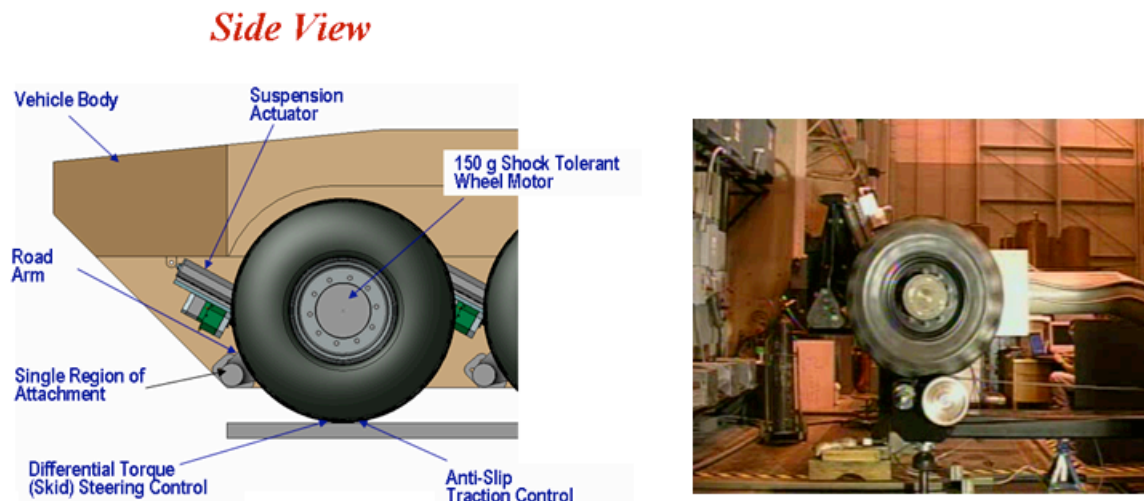 Side View
Vehicle Body
Suspension
Actuator
150 g Shock Tolerant
Wheel Motor
Road
Arm
Single Region of
Attachment
Differential Torque
(Skid) Steering Control
Anti-Slip
Traction Control